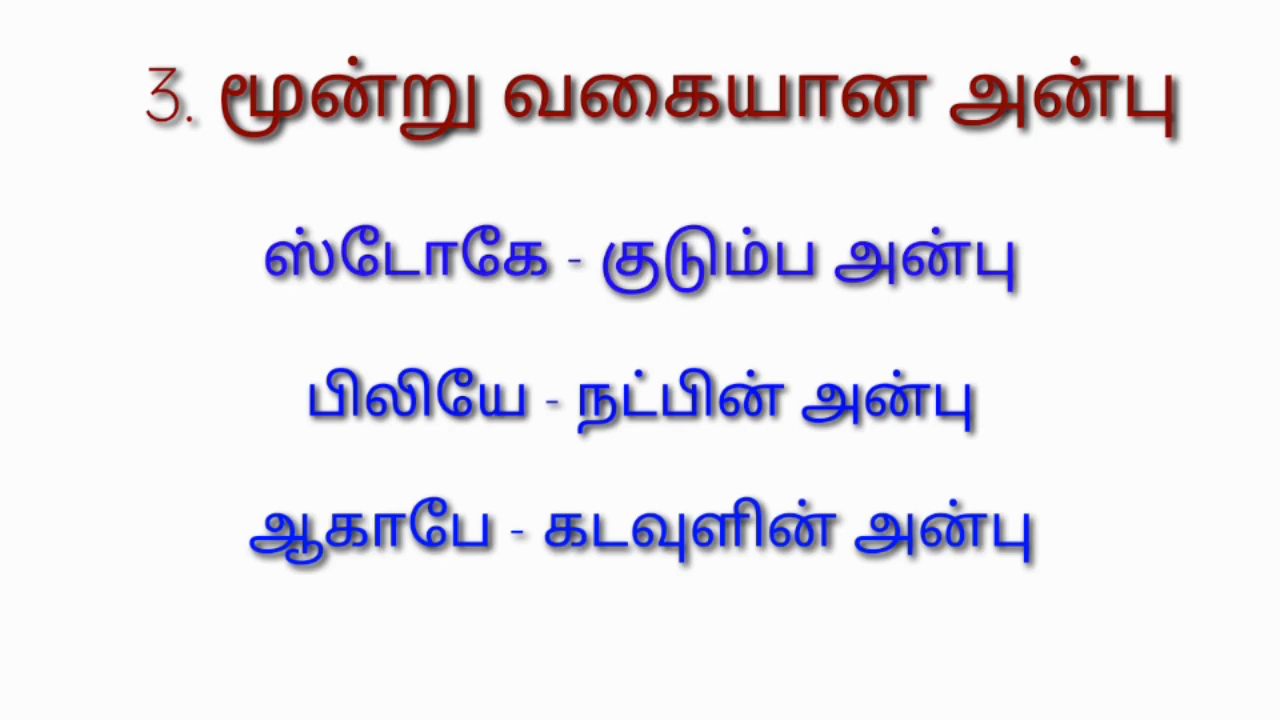 3. மூன்று வகையான அன்பு
ஸ்டோகே - குடும்ப அன்பு
பிலியே - நட்பின் அன்பு
ஆகாபே - கடவுளின் அன்பு